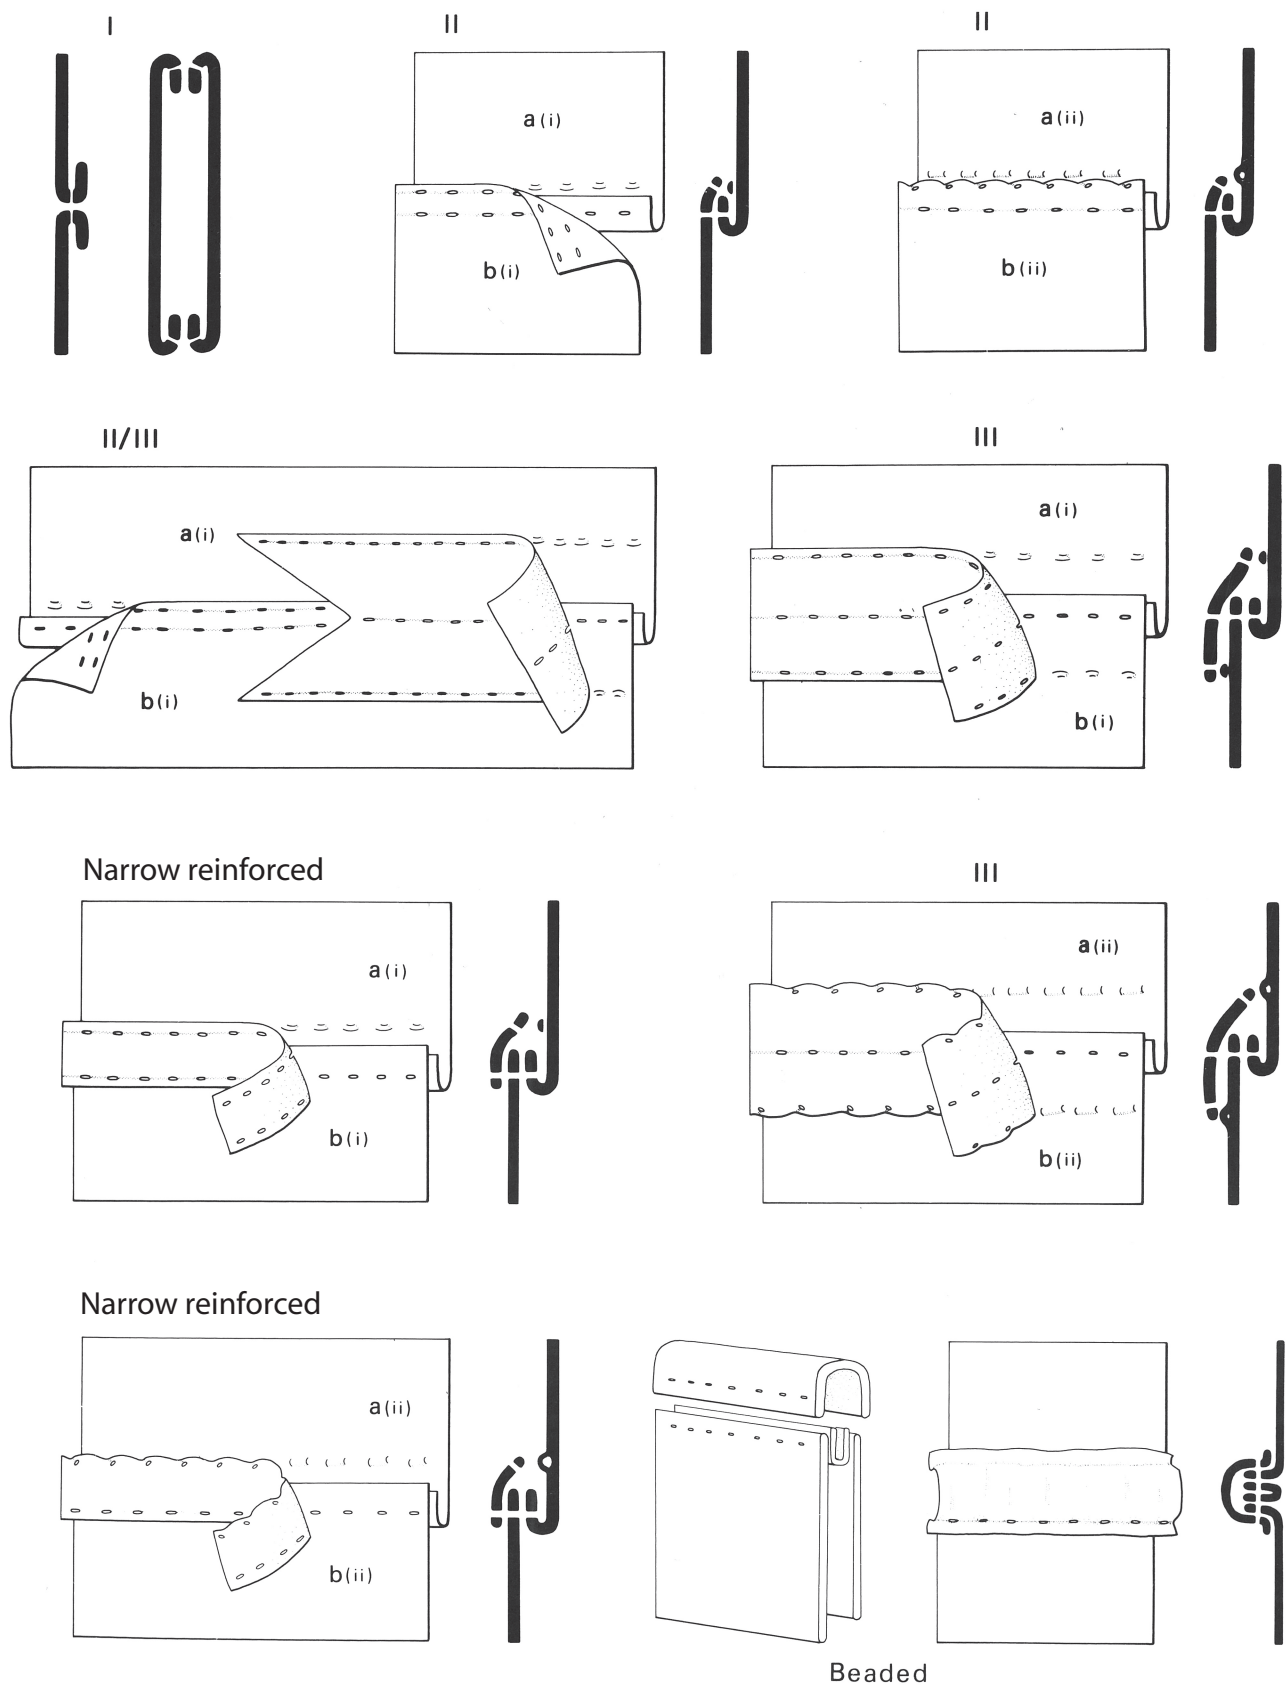 I
II
II
a(i)
b(i)
a(ii)
b(ii)
II/III
III
a(i)
b(i)
a(i)
b(i)
Narrow reinforced
III
a(i)
b(i)
a(ii)
b(ii)
Narrow reinforced
a(ii)
b(ii)
Beaded